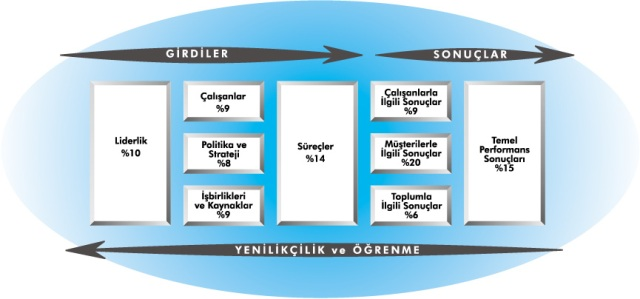 GİRDİLER
SONUÇLAR
Liderlik
%10
Çalışanlar
%9
Politika ve
Strateji
%8
İşbirlikleri
ve Kaynaklar
%9
Süreçler
%14
Çalışanlarla
İlgili Sonuçlar
%9
Müşterilerle
İlgili Sonuçlar
%20
Toplumla
İlgili Sonuçlar
%6
Temel
Performans
Sonuçları
%15
YENİLİKÇİLİK ve ÖĞRENME